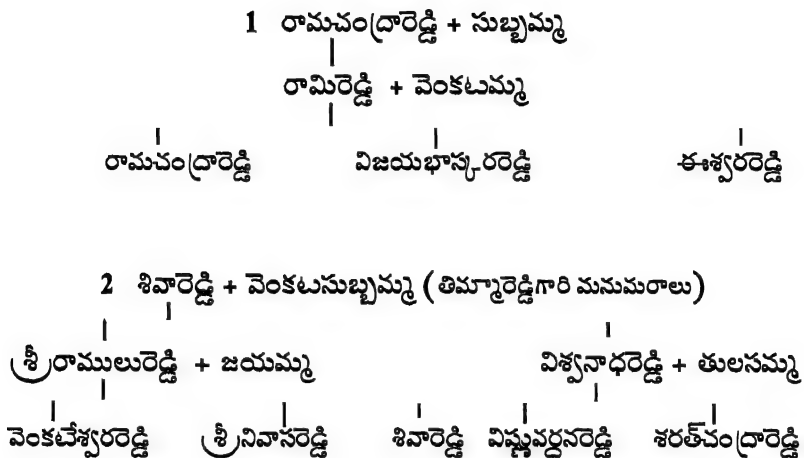 1 రామచంద్రారెడ్డి + సుబ్బమ్మ
రామిరెడ్డి + వెంకటమ్మ
రామచంద్రారెడ్డి విజయభాస్కరరెడ్డి ఈశ్వరరెడ్డి
2 శివారెడ్డి + వెంకటసుబ్బమ్మ (తిమ్మారెడ్డిగారి మనుమరాలు)
శ్రీరాములురెడ్డి + జయమ్మ విశ్వనాధరెడ్డి + తులసమ్మ
వెంకటేశ్వరరెడ్డి శ్రీనివాసరెడ్డి శివారెడ్డి విష్ణువర్దనరెడ్డి శరత్‌చంద్రారెడ్డి